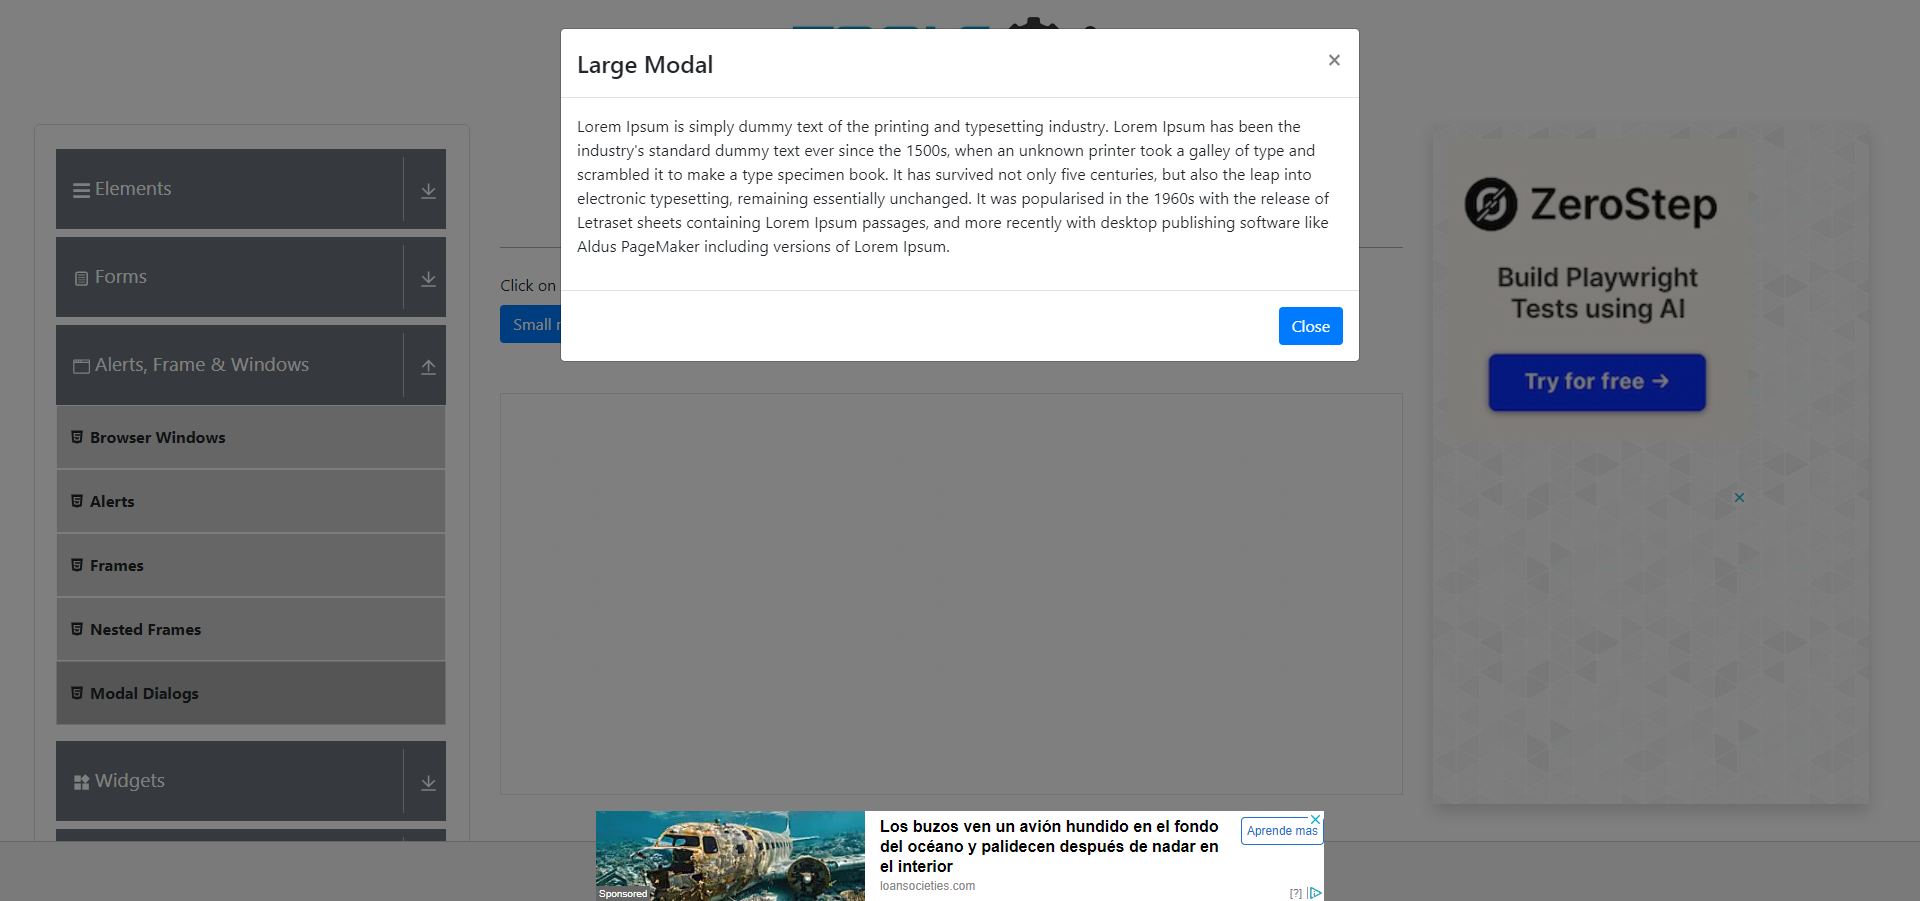 Large Modal
×
Lorem Ipsum is simply dummy text of the printing and typesetting industry. Lorem Ipsum has been the
industry's standard dummy text ever since the 1500s, when an unknown printer took a galley of type and
scrambled it to make a type specimen book. It has survived not only five centuries, but also the leap into
electronic typesetting, remaining essentially unchanged. It was popularised in the 1960s with the release of
Letraset sheets containing Lorem Ipsum passages, and more recently with desktop publishing software like
Aldus PageMaker including versions of Lorem Ipsum.
Close
Elements
Forms
Alerts, Frame & Windows
Browser Windows
Alerts
Frames
Nested Frames
Modal Dialogs
Widgets
Click on
Small
ZeroStep
Build Playwright
Tests using AI
Try for free →
Los buzos ven un avión hundido en el fondo
del océano y palidecen después de nadar en
el interior
loansocieties.com
Aprende mas
Sponsored
[?]